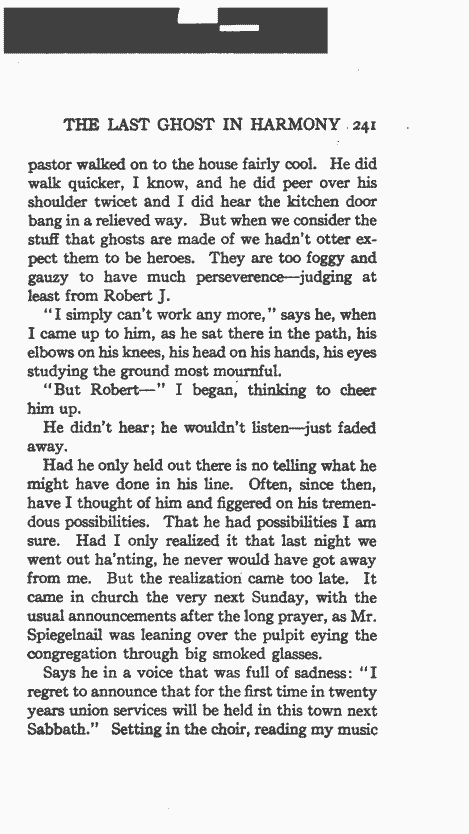 THE LAST GHOST IN HARMONY 241
pastor walked on to the house fairly cool. He did
walk quicker, I know, and he did peer over his
shoulder twicet and I did hear the kitchen door
bang in a relieved way. But when we consider the
stuff that ghosts are made of we hadn't otter ex-
pect them to be heroes. They are too foggy and
gauzy to have much perseverence—judging at
least from Robert J.
"I simply can't work any more," says he, when
I came up to him, as he sat there in the path, his
elbows on his knees, his head on his hands, his eyes
studying the ground most mournful.
"But Robert—" I began, thinking to cheer
him up.
He didn't hear; he wouldn't listen—just faded
away.
Had he only held out there is no telling what he
might have done in his line. Often, since then,
have I thought of him and figgered on his tremen-
dous possibilities. That he had possibilities I am
sure. Had I only realized it that last night we
went out ha'nting, he never would have got away
from me. But the realization came too late. It
came in church the very next Sunday, with the
usual announcements after the long prayer, as Mr.
Spiegelnail was leaning over the pulpit eying the
congregation through big smoked glasses.
Says he in a voice that was full of sadness: "I
regret to announce that for the first time in twenty
years union services will be held in this town next
Sabbath." Setting in the choir, reading my music